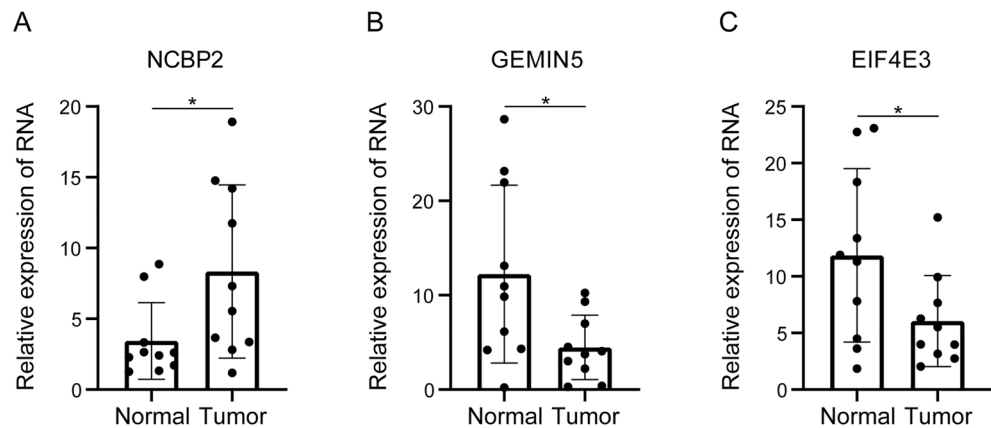 A
NCBP2
Relative expression of RNA
20
15
10
5
0
*
Normal Tumor
B
GEMIN5
Relative expression of RNA
30
20
10
0
*
Normal Tumor
C
EIF4E3
Relative expression of RNA
25
20
15
10
5
0
*
Normal Tumor